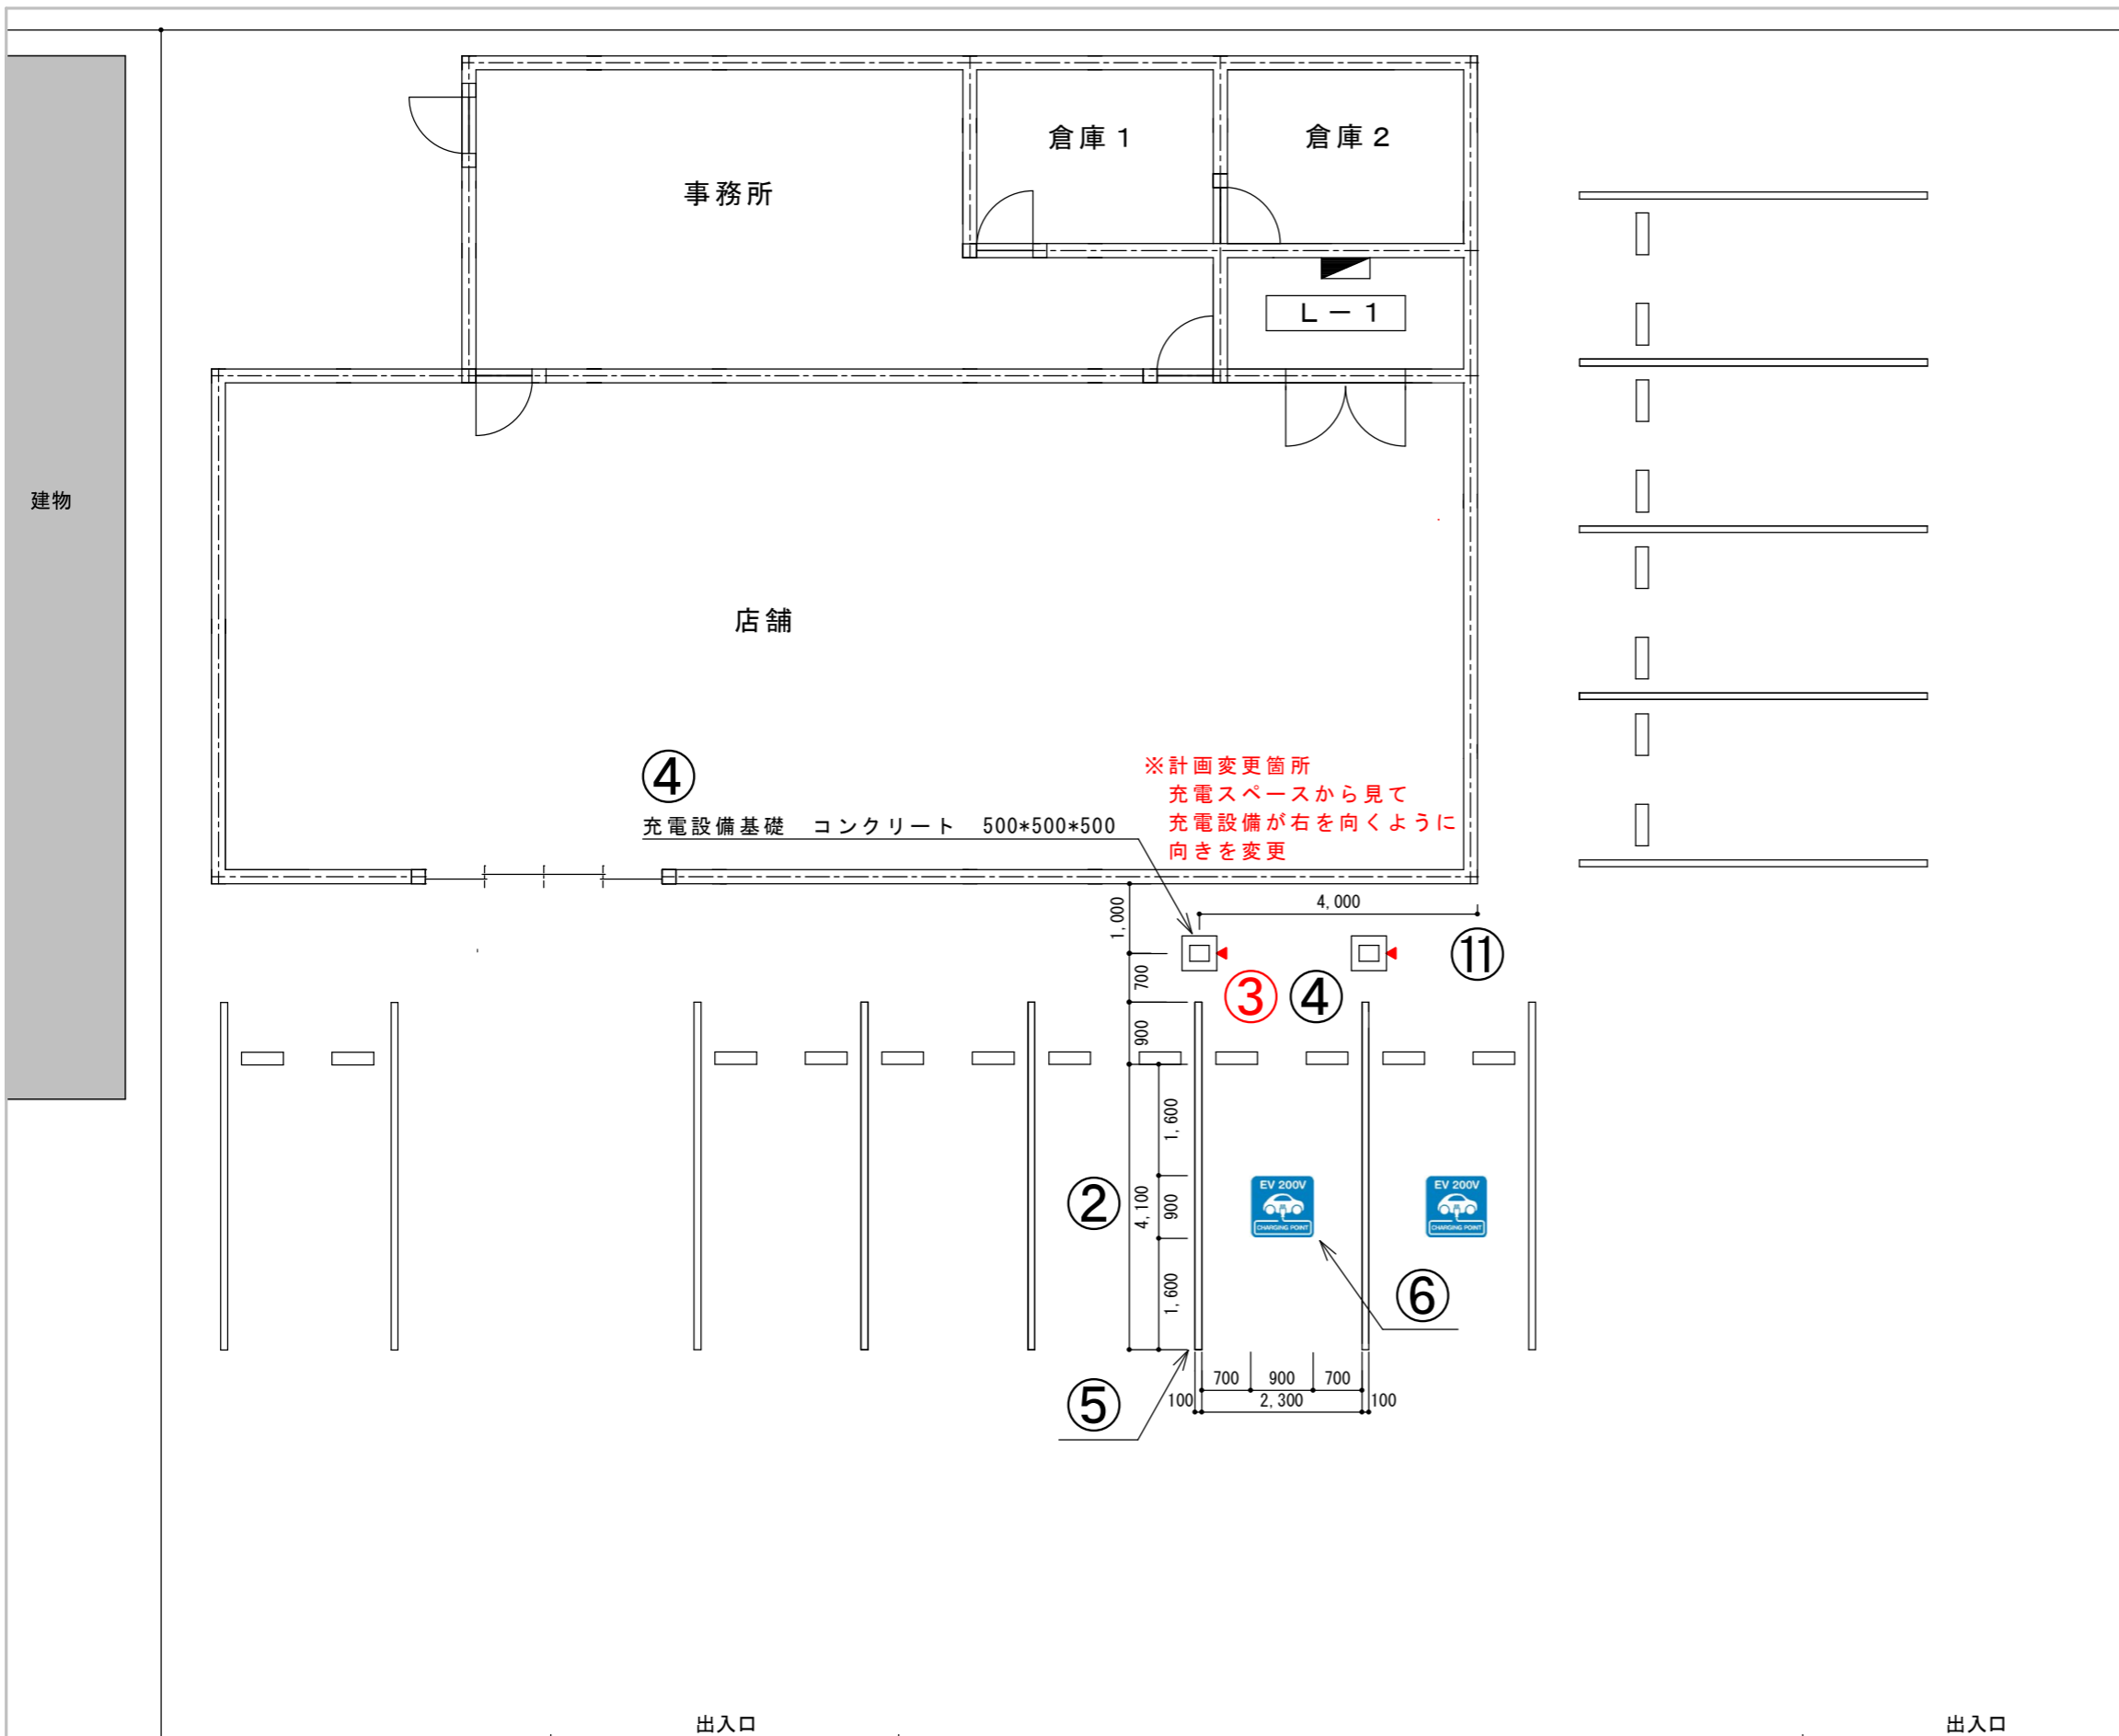 倉庫１
倉庫２
事務所
Ｌ－１
建物
店舗
④
※計画変更箇所
充電スペースから見て
充電設備が右を向くように
向きを変更
充電設備基礎　コンクリート　500*500*500
4,000
1,000
⑪
700
③
④
900
1,600
②
4,100
900
EV 200V
CHARGING POINT
EV 200V
CHARGING POINT
1,600
⑥
700
900
700
⑤
100
2,300
100
出入口
出入口